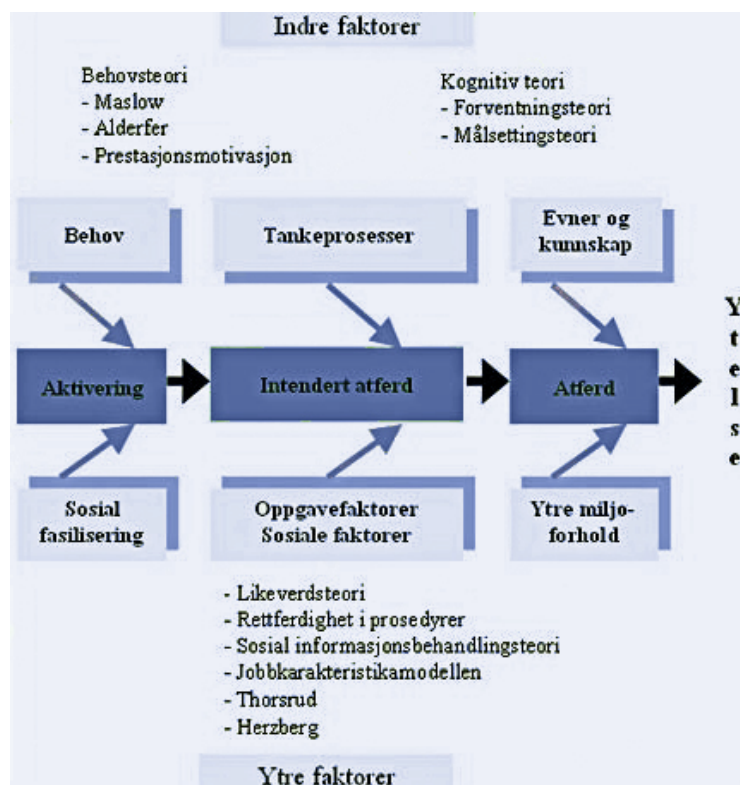 Indre faktorer
Behovsteori
- Maslow
- Alderfer
- Prestasjonsmotivasjon
Kognitiv teori
- Forventningsteori
- Målsettingsteori
Behov
Tankeprosesser
Evner og
kunnskap
Aktivering
Intendert atferd
Atferd
Y
t
e
l
s
e
Sosial
fasilisering
Oppgavefaktorer
Sosiale faktorer
Ytre miljo-
forhold
- Likeverdsteori
- Rettferdighet i prosedyrer
- Sosial informasjonsbehandlingsteori
- Jobbkarakteristikamodellen
- Thorsrud
- Herzberg
Ytre faktorer